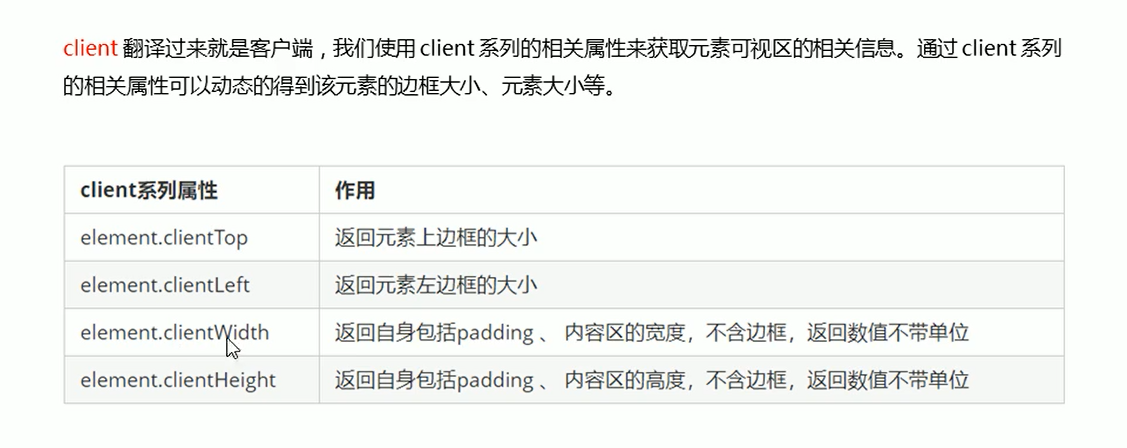 client 翻译过来就是客户端，我们使用 client 系列的相关属性来获取元素可视区的相关信息。通过 client 系列
的相关属性可以动态的得到该元素的边框大小、元素大小等。
client系列属性 作用
element.clientTop 返回元素上边框的大小
element.clientLeft 返回元素左边框的大小
element.clientWidth 返回自身包括padding 、 内容区的宽度，不含边框，返回数值不带单位
element.clientHeight 返回自身包括padding 、 内容区的高度，不含边框，返回数值不带单位